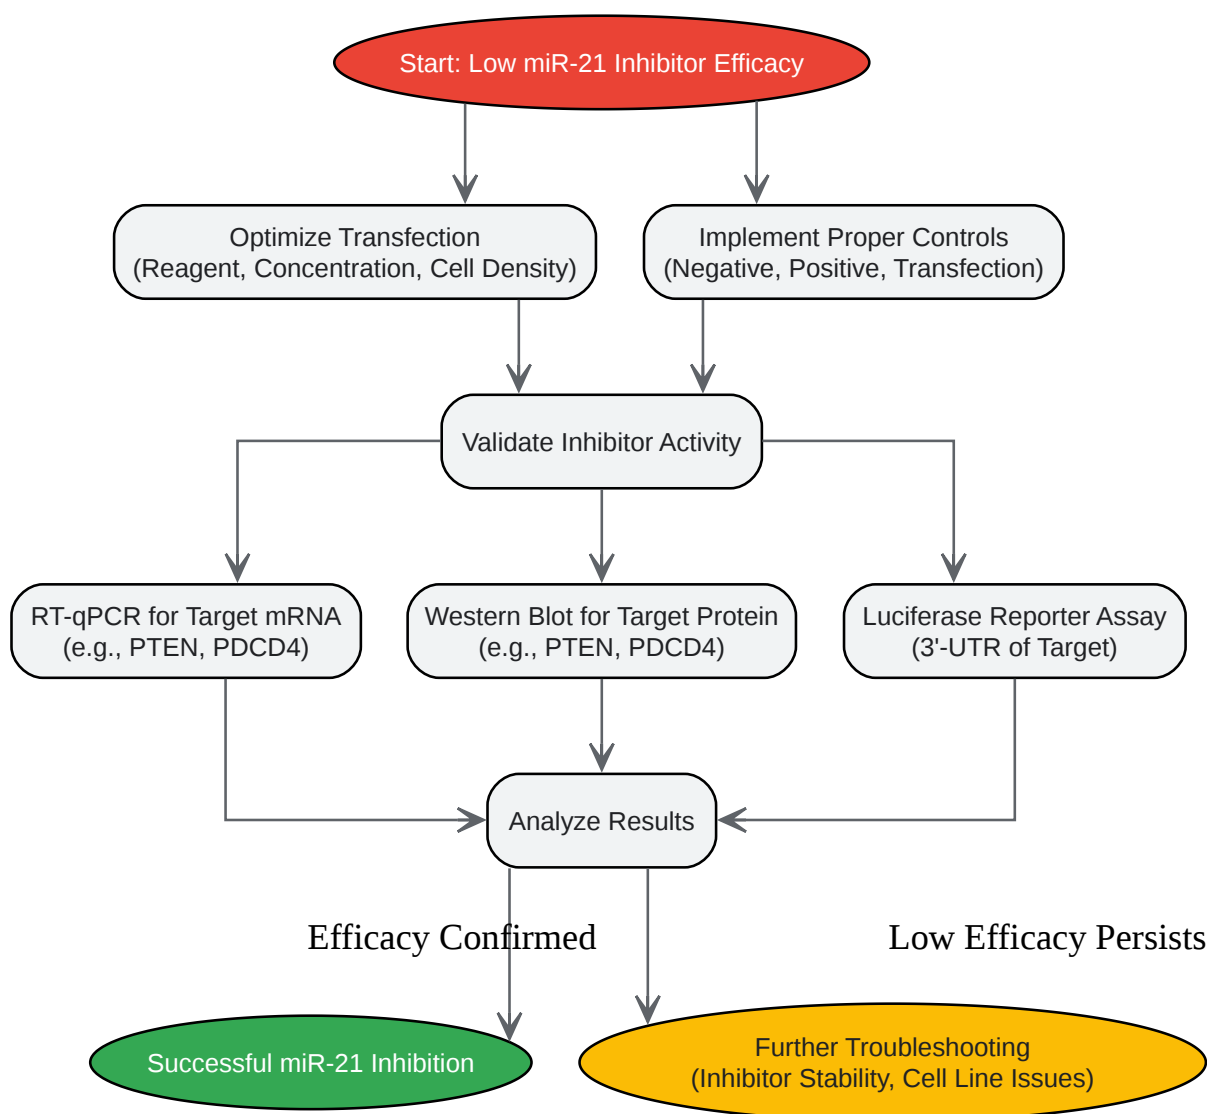 Start: Low miR-21 Inhibitor Efficacy
Optimize Transfection
(Reagent, Concentration, Cell Density)
Implement Proper Controls
(Negative, Positive, Transfection)
Validate Inhibitor Activity
RT-qPCR for Target mRNA
(e.g., PTEN, PDCD4)
Western Blot for Target Protein
(e.g., PTEN, PDCD4)
Luciferase Reporter Assay
(3'-UTR of Target)
Analyze Results
Efficacy Confirmed
Low Efficacy Persists
Successful miR-21 Inhibition
Further Troubleshooting
(Inhibitor Stability, Cell Line Issues)